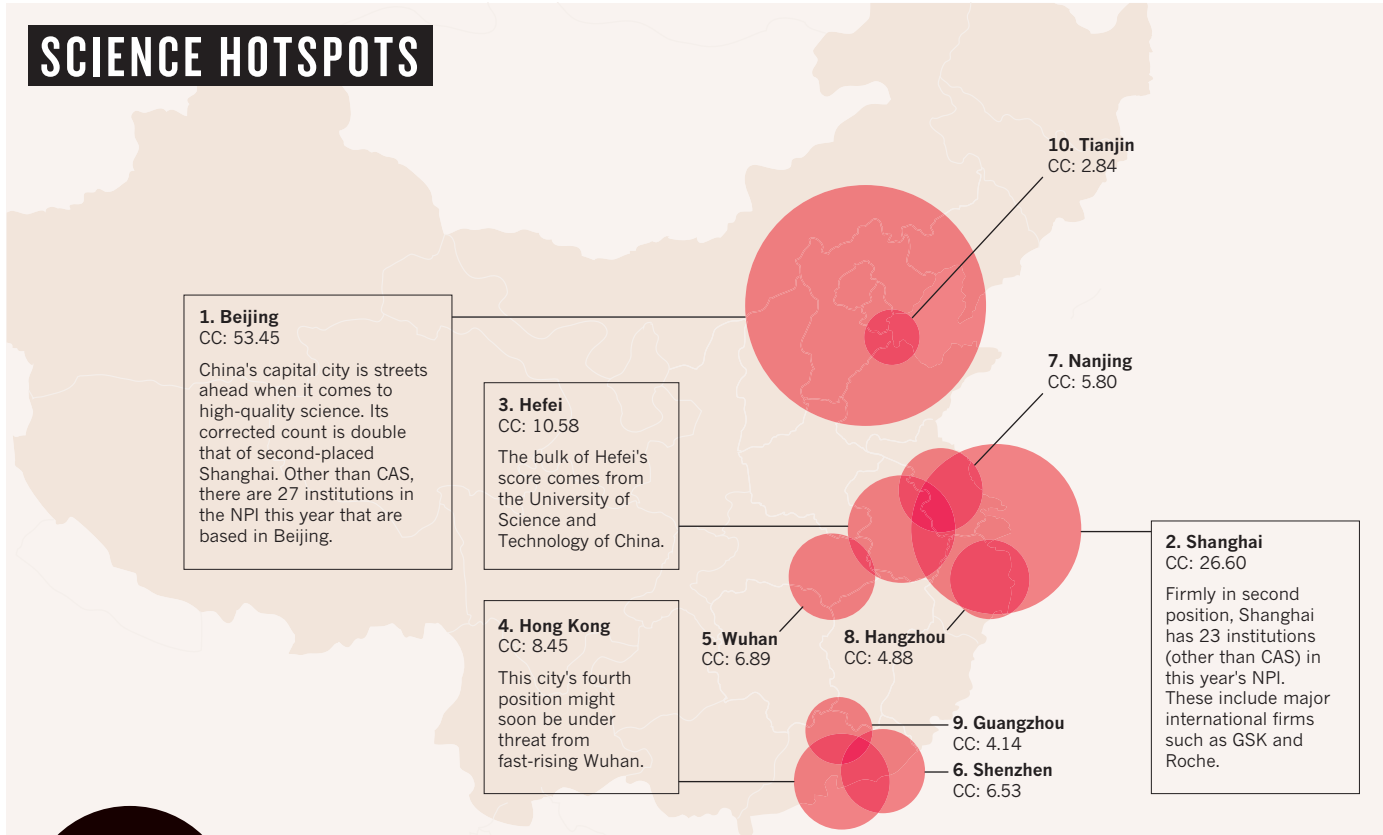 SCIENCE HOTSPOTS
10. Tianjin
CC: 2.84
1. Beijing
CC: 53.45
China's capital city is streets
ahead when it comes to
high-quality science. Its
corrected count is double
that of second-placed
Shanghai. Other than CAS,
there are 27 institutions in
the NPI this year that are
based in Beijing.
7. Nanjing
CC: 5.80
3. Hefei
CC: 10.58
The bulk of Hefei's
score comes from
the University of
Science and
Technology of China.
2. Shanghai
CC: 26.60
Firmly in second
position, Shanghai
has 23 institutions
(other than CAS) in
this year's NPI.
These include major
international firms
such as GSK and
Roche.
4. Hong Kong
CC: 8.45
This city's fourth
position might
soon be under
threat from
fast-rising Wuhan.
5. Wuhan
CC: 6.89
8. Hangzhou
CC: 4.88
9. Guangzhou
CC: 4.14
6. Shenzhen
CC: 6.53